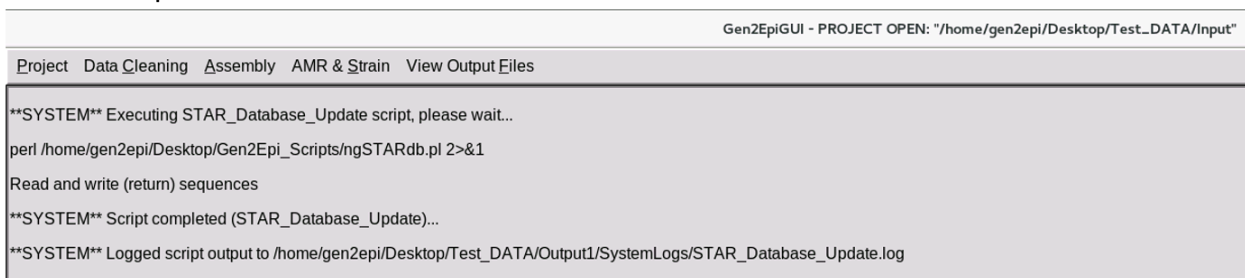 Gen2EpiGUI - PROJECT OPEN: "/home/gen2epi/Desktop/Test_DATA/Input"
Project Data Cleaning Assembly AMR & Strain View Output Files
**SYSTEM** Executing STAR_Database_Update script, please wait...
perl /home/gen2epi/Desktop/Gen2Epi_Scripts/ngSTARdb.pl 2>&1
Read and write (return) sequences
**SYSTEM** Script completed (STAR_Database_Update)...
**SYSTEM** Logged script output to /home/gen2epi/Desktop/Test_DATA/Output1/SystemLogs/STAR_Database_Update.log